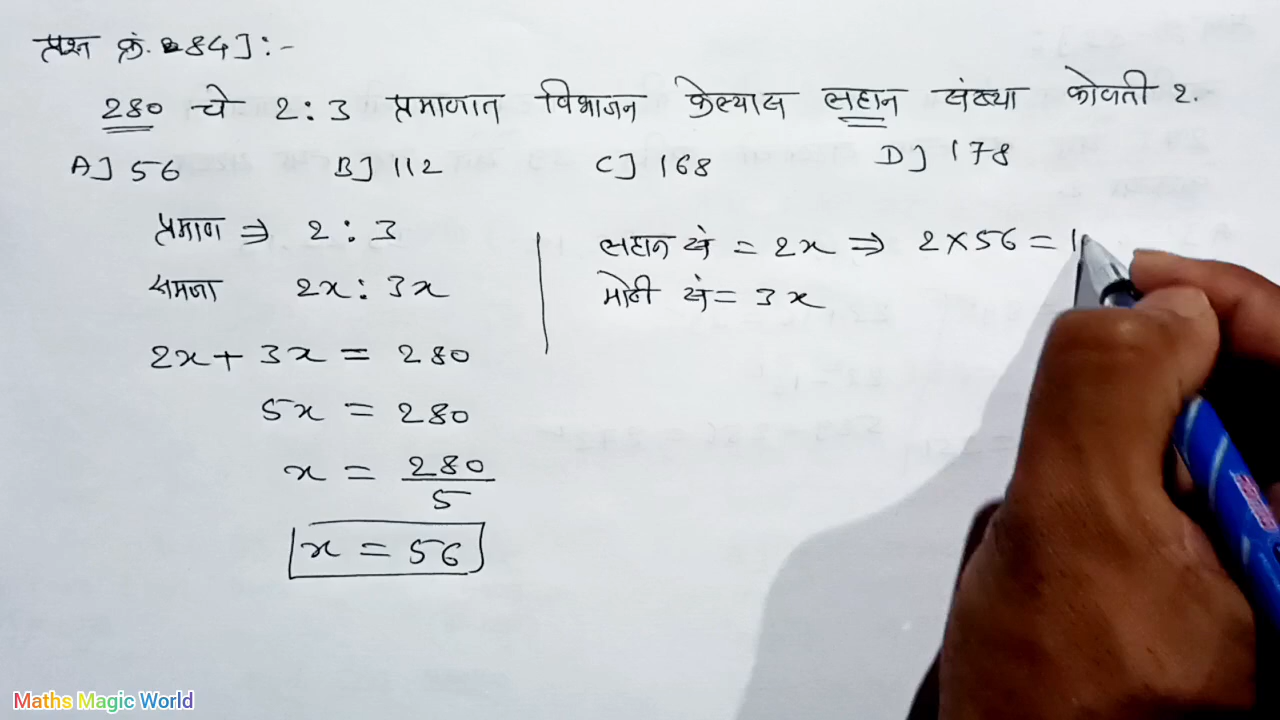 प्रश्न क्रं. 284]:-
280 चे 2:3 प्रमाणात विभाजन केल्यास लहान संख्या कोणती ?.
A] 56 B] 112 C] 168 D] 178
प्रमाण ⇒ 2 : 3
समजा 2x : 3x
2x + 3x = 280
5x = 280
x = 280/5
x = 56
लहान सं = 2x ⇒ 2×56 = 1
मोठी सं = 3x
Maths Magic World